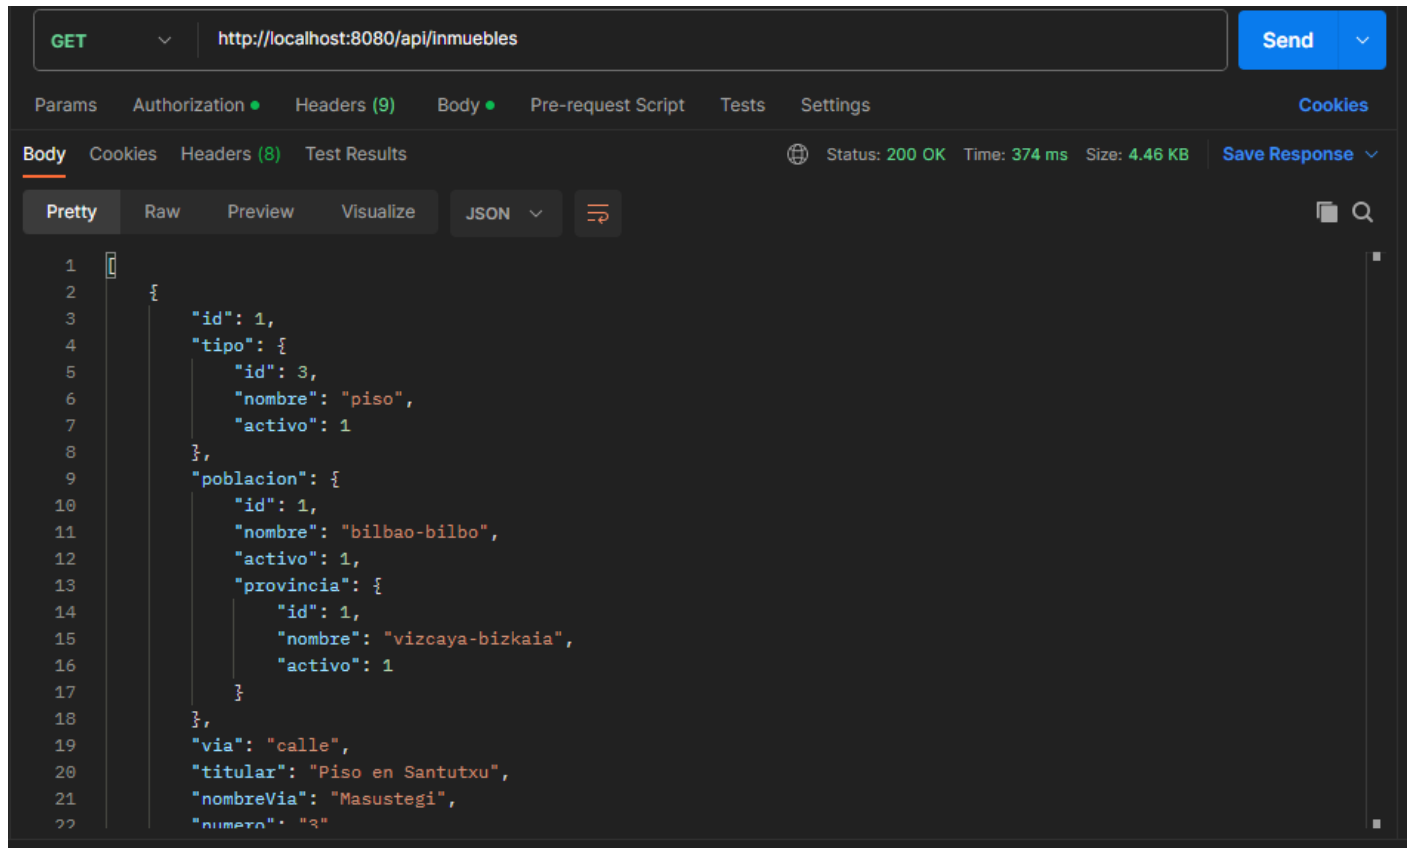 GET http://localhost:8080/api/inmuebles Send
Params Authorization Headers (9) Body Pre-request Script Tests Settings Cookies
Body Cookies Headers (8) Test Results Status: 200 OK Time: 374 ms Size: 4.46 KB Save Response
Pretty Raw Preview Visualize JSON
1 [
2 {
3 "id": 1,
4 "tipo": {
5 "id": 3,
6 "nombre": "piso",
7 "activo": 1
8 },
9 "poblacion": {
10 "id": 1,
11 "nombre": "bilbao-bilbo",
12 "activo": 1,
13 "provincia": {
14 "id": 1,
15 "nombre": "vizcaya-bizkaia",
16 "activo": 1
17 }
18 },
19 "via": "calle",
20 "titular": "Piso en Santutxu",
21 "nombreVia": "Masustegi",
22 "numero": "3"